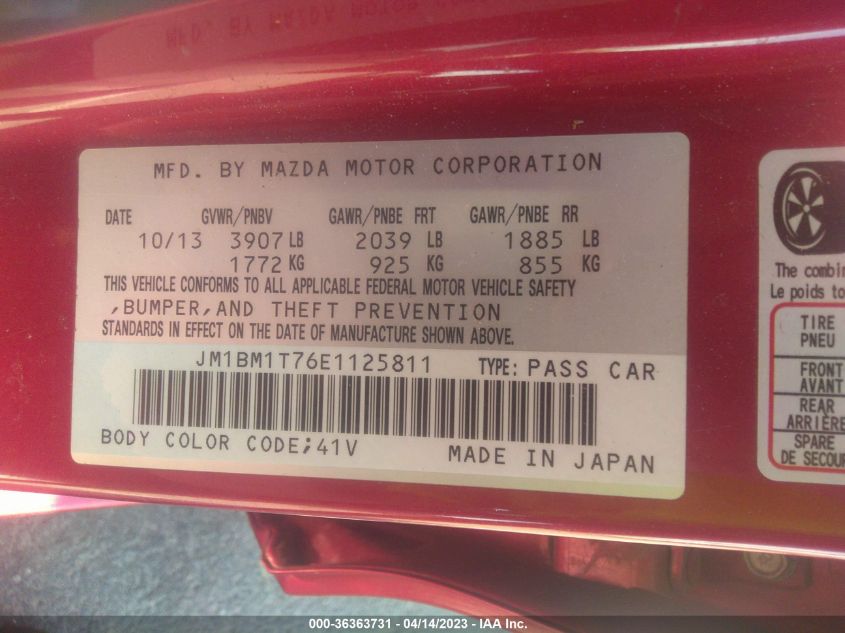 MFD. BY MAZDA MOTOR CORPORATION
DATE GVWR/PNBV GAWR/PNBE FRT GAWR/PNBE RR
10/13 3907 LB 2039 LB 1885 LB
1772 KG 925 KG 855 KG
THIS VEHICLE CONFORMS TO ALL APPLICABLE FEDERAL MOTOR VEHICLE SAFETY
,BUMPER,AND THEFT PREVENTION
STANDARDS IN EFFECT ON THE DATE OF MANUFACTURE SHOWN ABOVE.
JM1BM1T76E1125811 TYPE: PASS CAR
BODY COLOR CODE;41V
MADE IN JAPAN
The combin
Le poids to
TIRE
PNEU
FRONT
AVANT
REAR
ARRIÈRE
SPARE
DE SECOUR
000-36363731 - 04/14/2023 - IAA Inc.